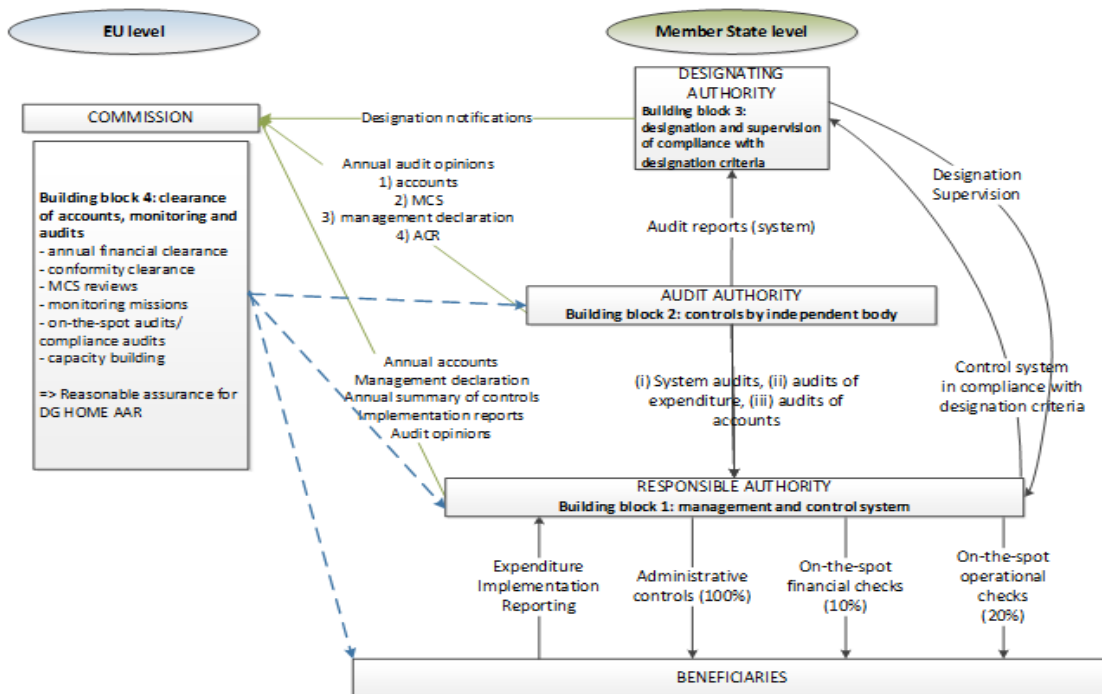 EU level
Member State level
COMMISSION
Building block 4: clearance
of accounts, monitoring and
audits
- annual financial clearance
- conformity clearance
- MCS reviews
- monitoring missions
- on-the-spot audits/
compliance audits
- capacity building
=> Reasonable assurance for
DG HOME AAR
DESIGNATING
AUTHORITY
Building block 3:
designation and supervision
of compliance with
designation criteria
Designation notifications
Annual audit opinions
1) accounts
2) MCS
3) management declaration
4) ACR
Designation
Supervision
Audit reports (system)
AUDIT AUTHORITY
Building block 2: controls by independent body
Annual accounts
Management declaration
Annual summary of controls
Implementation reports
Audit opinions
(i) System audits, (ii) audits of
expenditure, (iii) audits of
accounts
Control system
in compliance with
designation criteria
RESPONSIBLE AUTHORITY
Building block 1: management and control system
Expenditure
Implementation
Reporting
Administrative
controls (100%)
On-the-spot
financial checks
(10%)
On-the-spot
operational
checks
(20%)
BENEFICIARIES